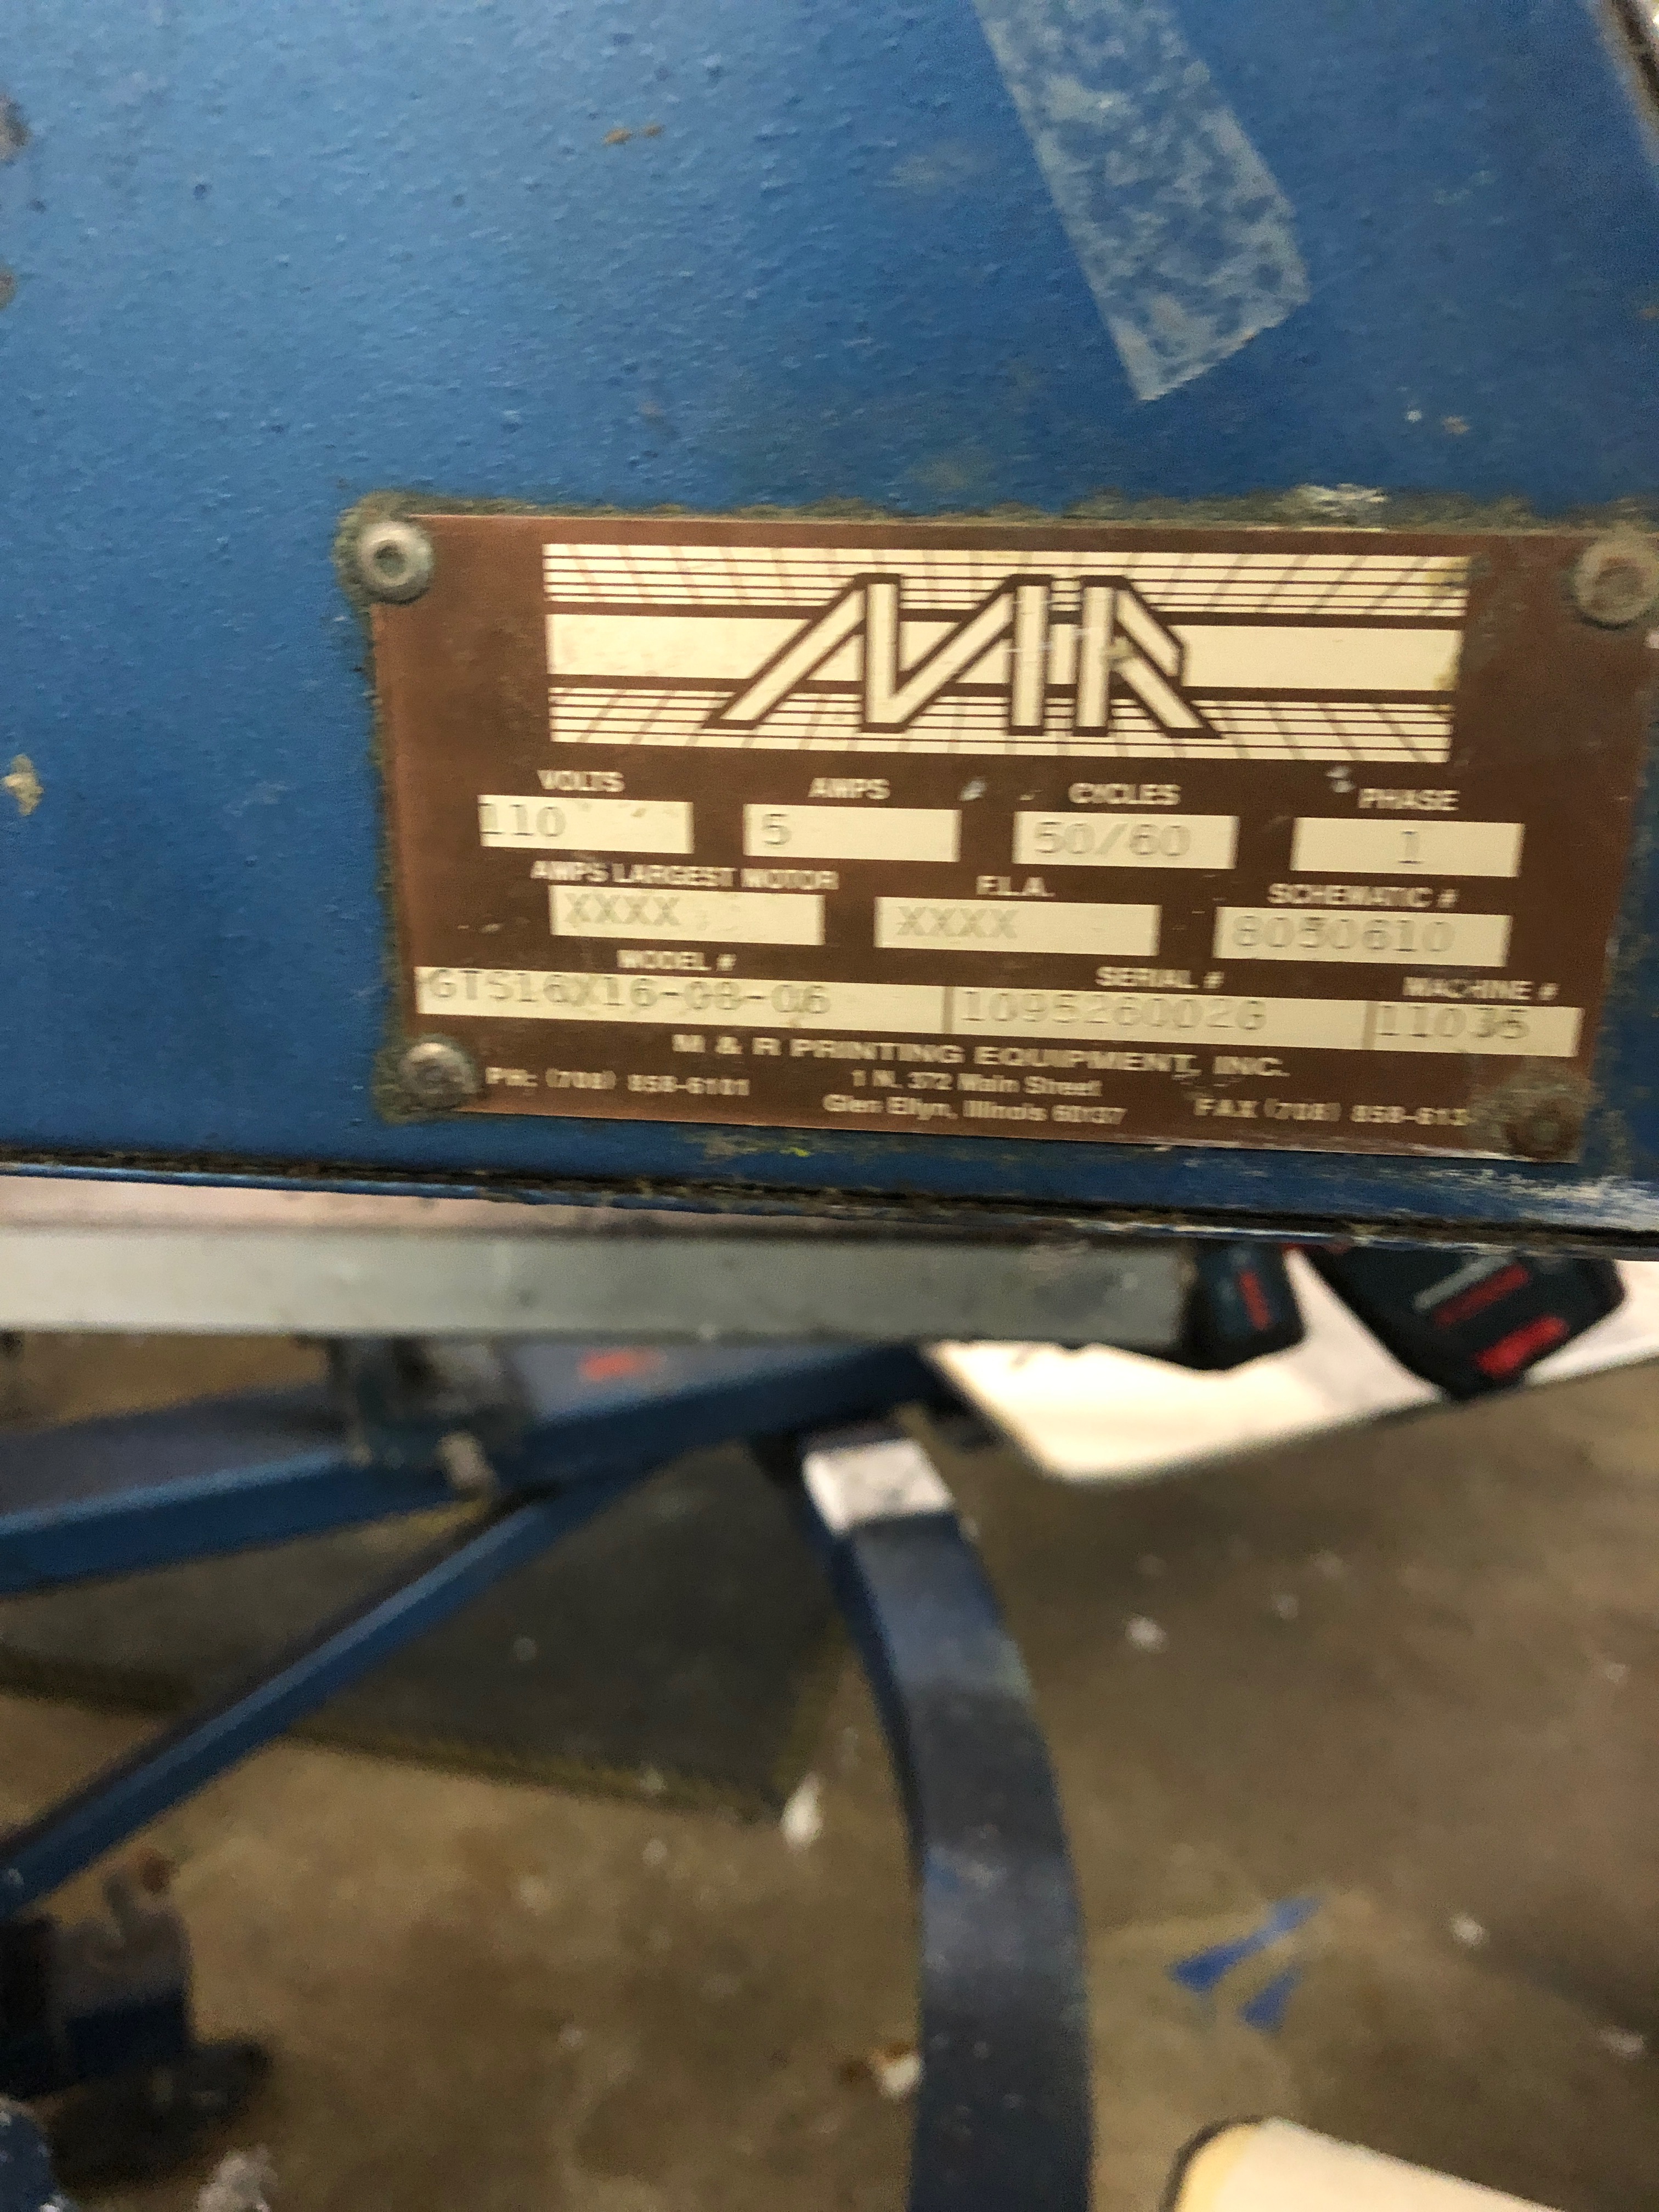 M&R
VOLTS AMPS CYCLES PHASE
110 5 50/60 1
AMPS LARGEST MOTOR F.L.A. SCHEMATIC #
XXXX XXXX 8050610
MODEL # SERIAL # MACHINE #
GTS16X16-08-06 109526002G 11036
M & R PRINTING EQUIPMENT, INC.
PH: (708) 858-6101 1 N. 372 Main Street
Glen Ellyn, Illinois 60137 FAX (708) 858-613